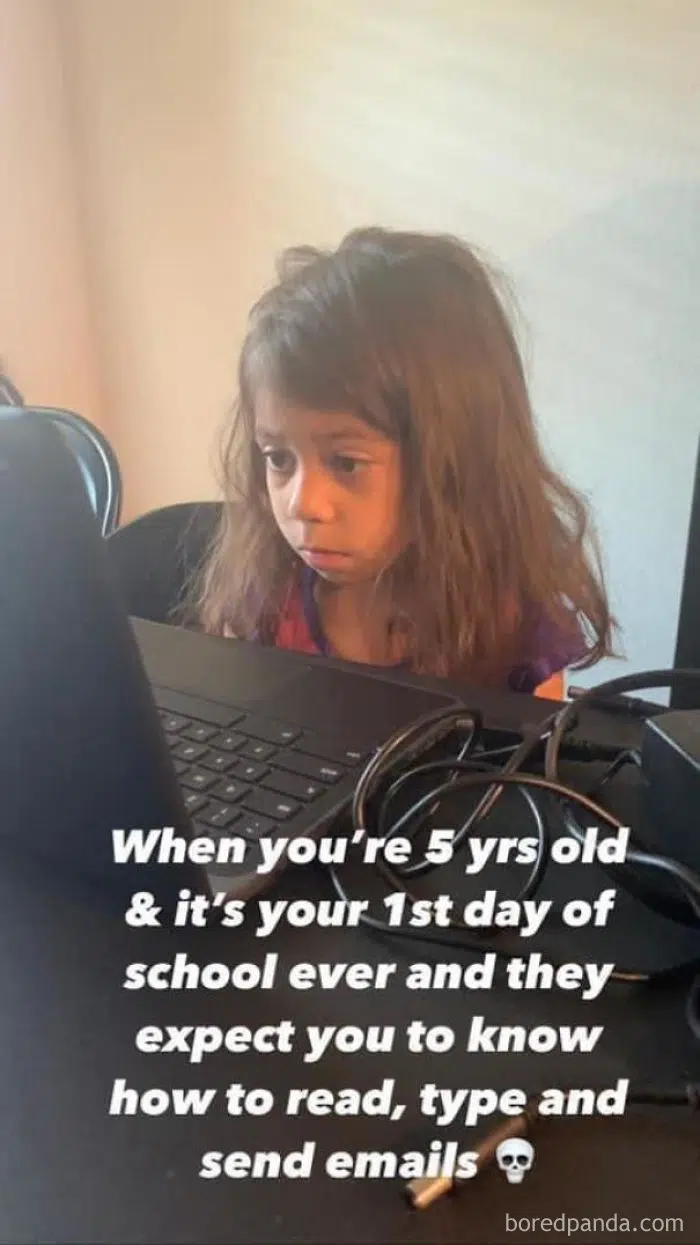 When you're 5 yrs old
& it's your 1st day of
school ever and they
expect you to know
how to read, type and
send emails 💀
boredpanda.com